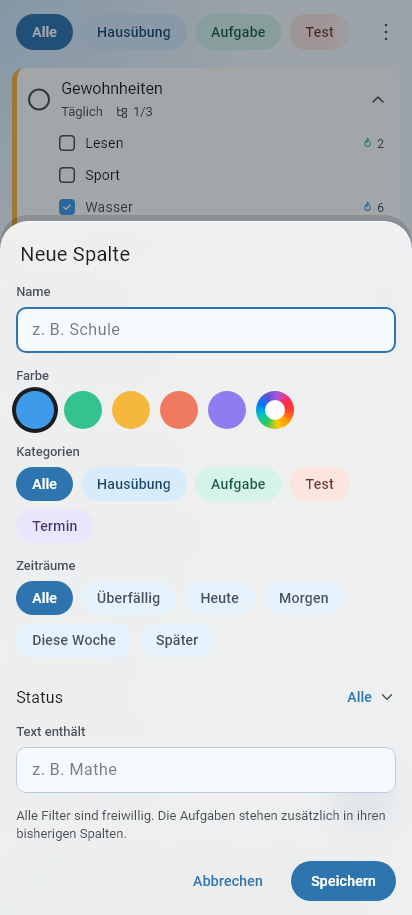 Alle Hausübung Aufgabe Test
Gewohnheiten
Täglich 1/3
Lesen 2
Sport
Wasser 6
Neue Spalte
Name
z. B. Schule
Farbe
Kategorien
Alle Hausübung Aufgabe Test
Termin
Zeiträume
Alle Überfällig Heute Morgen
Diese Woche Später
Status Alle
Text enthält
z. B. Mathe
Alle Filter sind freiwillig. Die Aufgaben stehen zusätzlich in ihren
bisherigen Spalten.
Abbrechen Speichern